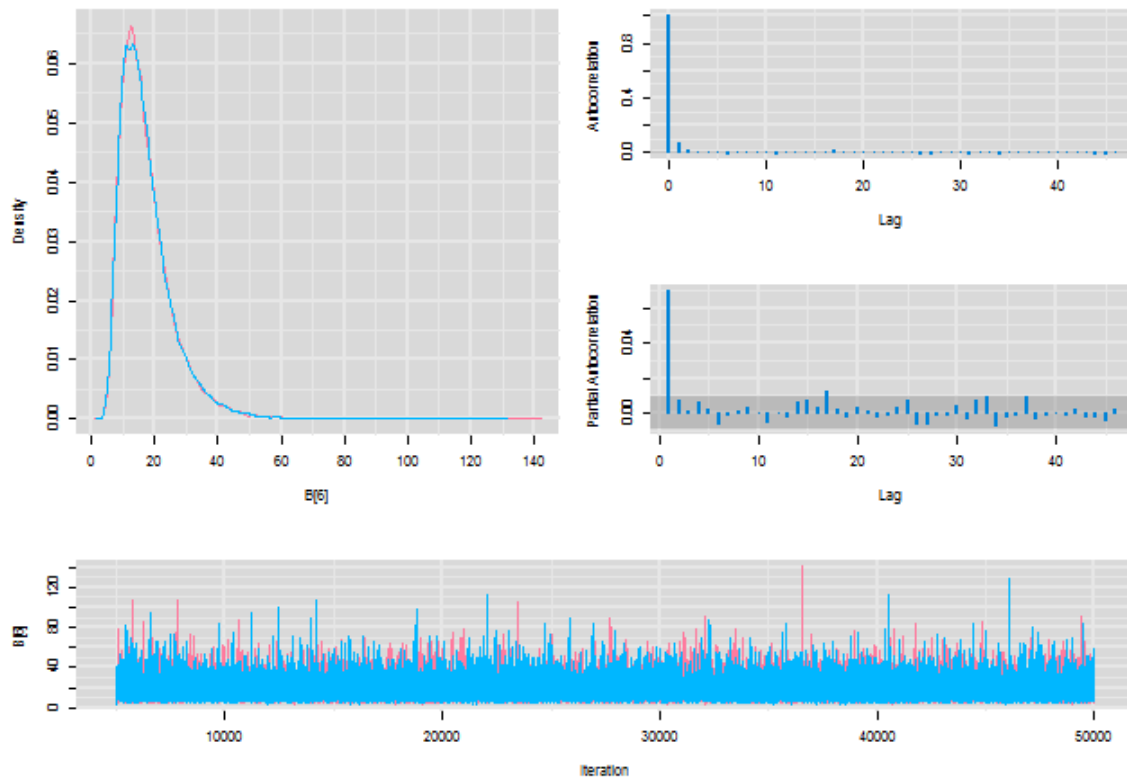 Density
0.00 0.01 0.02 0.03 0.04 0.05 0.06
0 20 40 60 80 100 120 140
B[6]
Autocorrelation
0.0 0.4 0.8
0 10 20 30 40
Lag
Partial Autocorrelation
0.00 0.04
0 10 20 30 40
Lag
B[6]
0 40 80 120
10000 20000 30000 40000 50000
Iteration